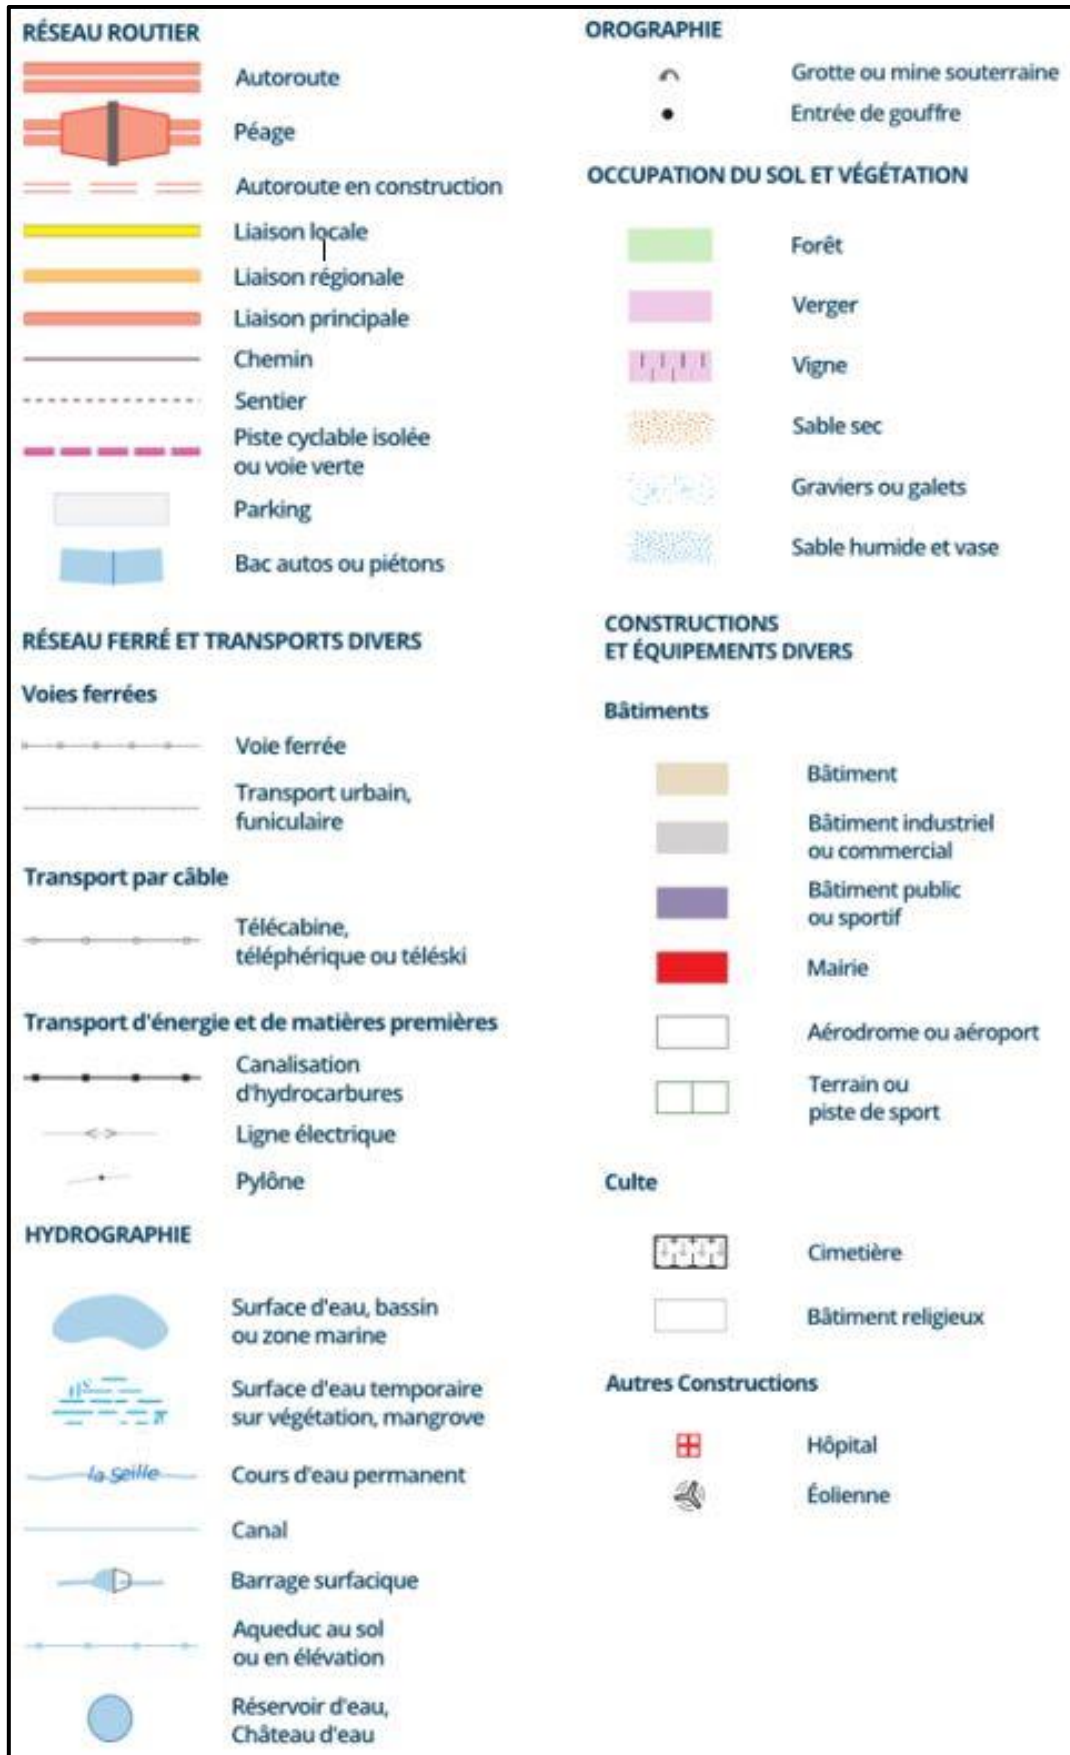 RÉSEAU ROUTIER
Autoroute
Péage
Autoroute en construction
Liaison locale
Liaison régionale
Liaison principale
Chemin
Sentier
Piste cyclable isolée
ou voie verte
Parking
Bac autos ou piétons
RÉSEAU FERRÉ ET TRANSPORTS DIVERS
Voies ferrées
Voie ferrée
Transport urbain,
funiculaire
Transport par câble
Télécabine,
téléphérique ou téléski
Transport d'énergie et de matières premières
Canalisation
d'hydrocarbures
Ligne électrique
Pylône
HYDROGRAPHIE
Surface d'eau, bassin
ou zone marine
Surface d'eau temporaire
sur végétation, mangrove
la Seille
Cours d'eau permanent
Canal
Barrage surfacique
Aqueduc au sol
ou en élévation
Réservoir d'eau,
Château d'eau
OROGRAPHIE
Grotte ou mine souterraine
Entrée de gouffre
OCCUPATION DU SOL ET VÉGÉTATION
Forêt
Verger
Vigne
Sable sec
Graviers ou galets
Sable humide et vase
CONSTRUCTIONS
ET ÉQUIPEMENTS DIVERS
Bâtiments
Bâtiment
Bâtiment industriel
ou commercial
Bâtiment public
ou sportif
Mairie
Aérodrome ou aéroport
Terrain ou
piste de sport
Culte
Cimetière
Bâtiment religieux
Autres Constructions
Hôpital
Éolienne